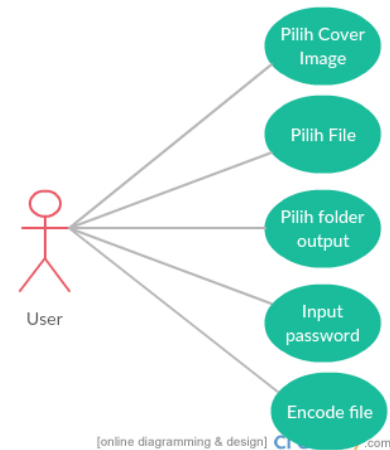 Pilih Cover
Image
Pilih File
Pilih folder
output
User
Input
password
Encode file
[online diagramming & design]
.com